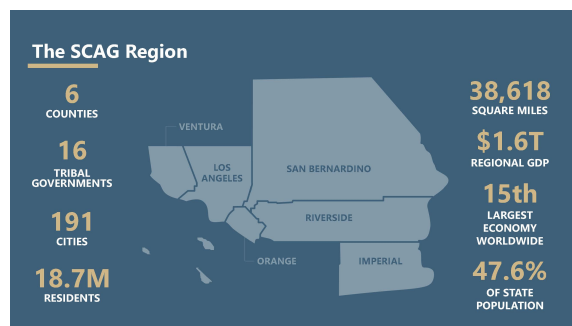 The SCAG Region
6
COUNTIES
16
TRIBAL
GOVERNMENTS
191
CITIES
18.7M
RESIDENTS
VENTURA
LOS
ANGELES
SAN BERNARDINO
RIVERSIDE
ORANGE
IMPERIAL
38,618
SQUARE MILES
$1.6T
REGIONAL GDP
15th
LARGEST
ECONOMY
WORLDWIDE
47.6%
OF STATE
POPULATION